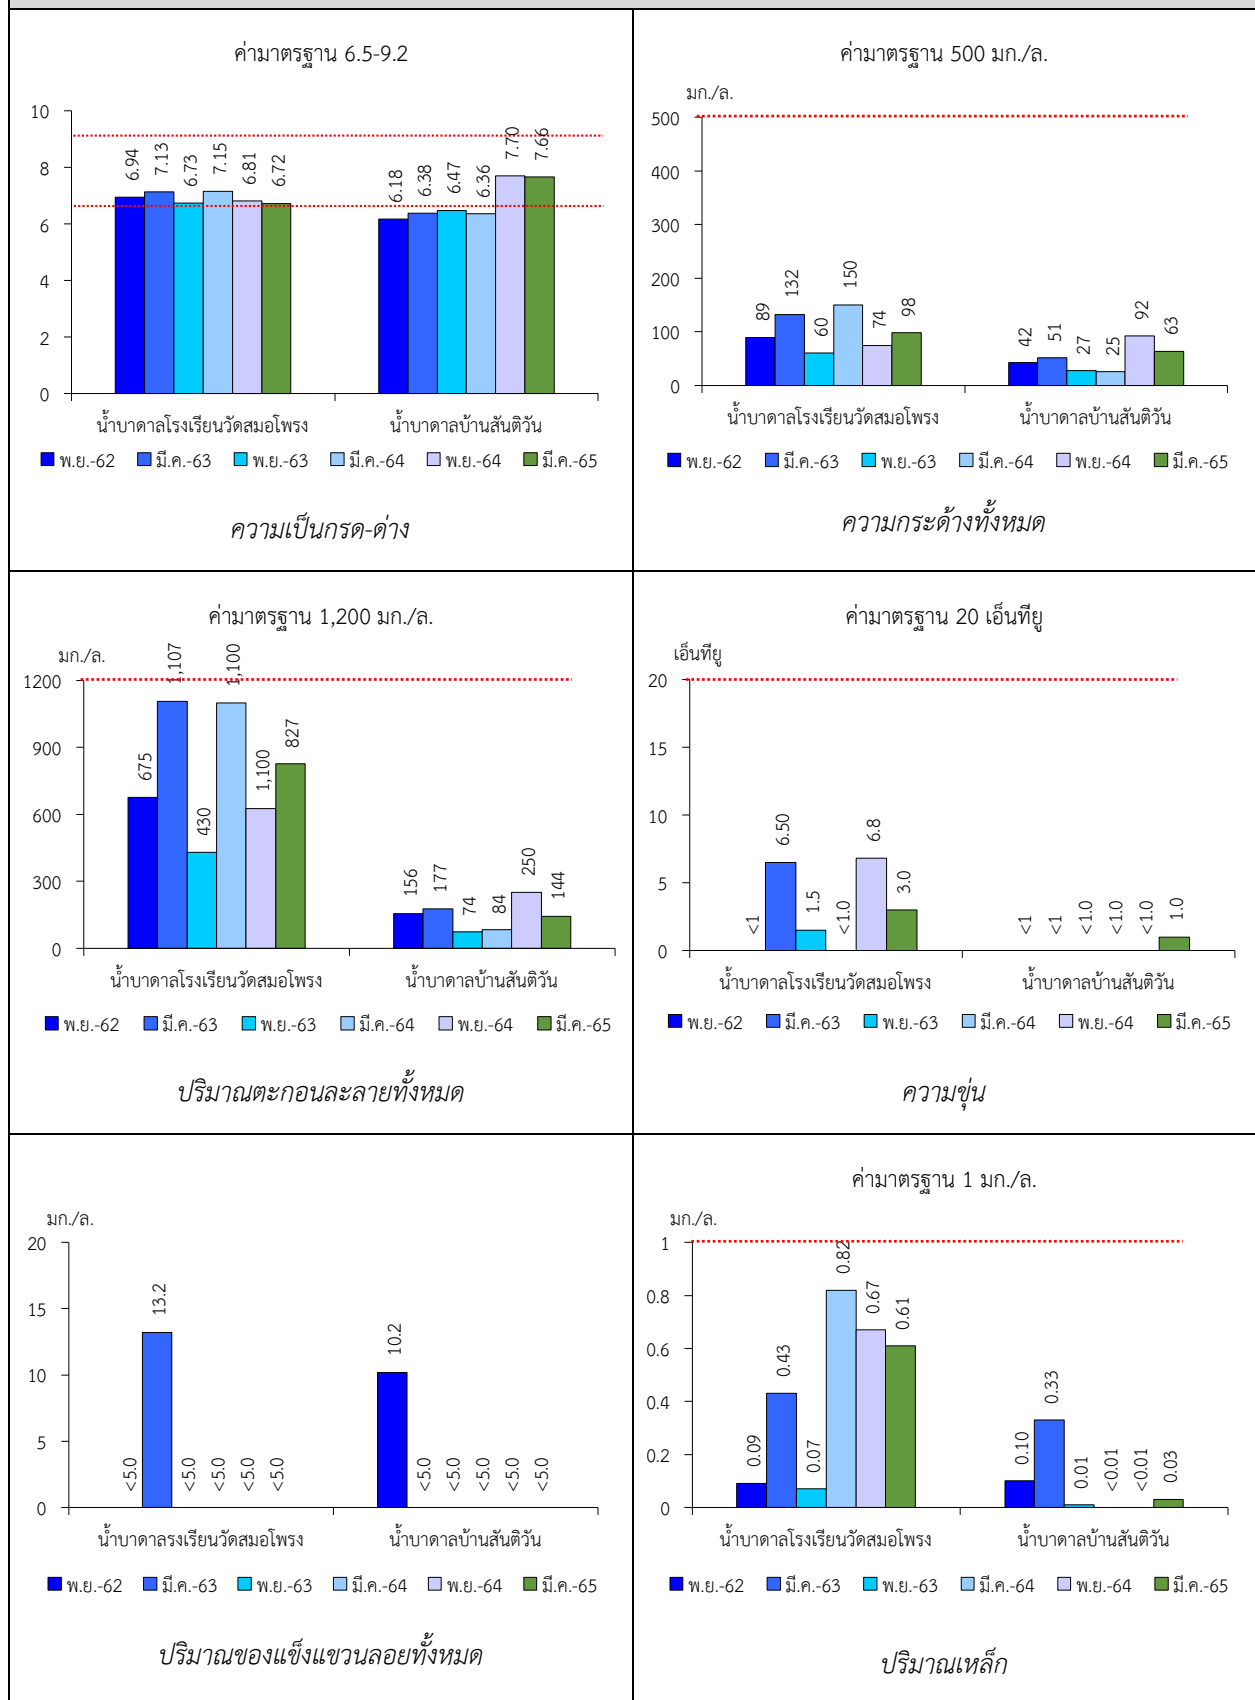 ค่ามาตรฐาน 6.5-9.2
10
8
6
4
2
0
6.94 7.13 6.73 7.15 6.81 6.72 6.18 6.38 6.47 6.36 7.70 7.66
น้ำบาดาลโรงเรียนวัดสมอโพรง น้ำบาดาลบ้านสันติวัน
พ.ย.-62 มี.ค.-63 พ.ย.-63 มี.ค.-64 พ.ย.-64 มี.ค.-65
ความเป็นกรด-ด่าง
ค่ามาตรฐาน 500 มก./ล.
มก./ล.
500
400
300
200
100
0
89 132 60 150 74 98 42 51 27 25 92 63
น้ำบาดาลโรงเรียนวัดสมอโพรง น้ำบาดาลบ้านสันติวัน
พ.ย.-62 มี.ค.-63 พ.ย.-63 มี.ค.-64 พ.ย.-64 มี.ค.-65
ความกระด้างทั้งหมด
ค่ามาตรฐาน 1,200 มก./ล.
มก./ล.
1200
900
600
300
0
675 1,107 430 1,100 1,100 827 156 177 74 84 250 144
น้ำบาดาลโรงเรียนวัดสมอโพรง น้ำบาดาลบ้านสันติวัน
พ.ย.-62 มี.ค.-63 พ.ย.-63 มี.ค.-64 พ.ย.-64 มี.ค.-65
ปริมาณตะกอนละลายทั้งหมด
ค่ามาตรฐาน 20 เอ็นทียู
เอ็นทียู
20
15
10
5
0
<1 6.50 1.5 <1.0 6.8 3.0 <1 <1 <1.0 <1.0 <1.0 1.0
น้ำบาดาลโรงเรียนวัดสมอโพรง น้ำบาดาลบ้านสันติวัน
พ.ย.-62 มี.ค.-63 พ.ย.-63 มี.ค.-64 พ.ย.-64 มี.ค.-65
ความขุ่น
มก./ล.
20
15
10
5
0
<5.0 13.2 <5.0 <5.0 <5.0 <5.0 10.2 <5.0 <5.0 <5.0 <5.0 <5.0
น้ำบาดาลรงเรียนวัดสมอโพรง น้ำบาดาลบ้านสันติวัน
พ.ย.-62 มี.ค.-63 พ.ย.-63 มี.ค.-64 พ.ย.-64 มี.ค.-65
ปริมาณของแข็งแขวนลอยทั้งหมด
ค่ามาตรฐาน 1 มก./ล.
มก./ล.
1
0.8
0.6
0.4
0.2
0
0.09 0.43 0.07 0.82 0.67 0.61 0.10 0.33 0.01 <0.01 <0.01 0.03
น้ำบาดาลโรงเรียนวัดสมอโพรง น้ำบาดาลบ้านสันติวัน
พ.ย.-62 มี.ค.-63 พ.ย.-63 มี.ค.-64 พ.ย.-64 มี.ค.-65
ปริมาณเหล็ก